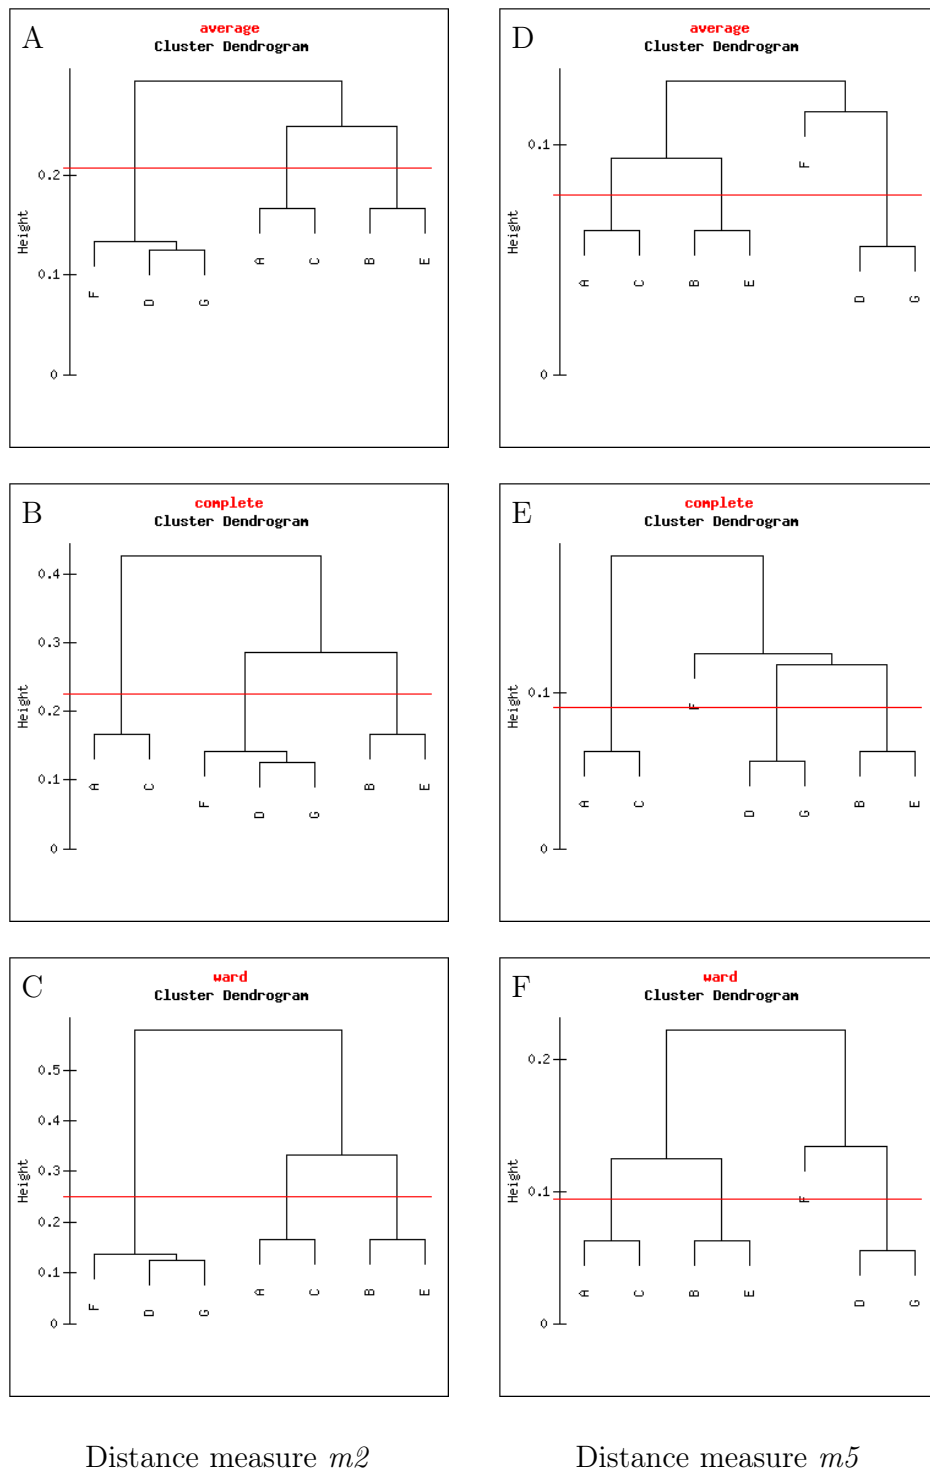 A
average
Cluster Dendrogram
Height
0.2
0.1
0
F
D
G
A
C
B
E
D
average
Cluster Dendrogram
Height
0.1
0
A
C
B
E
F
D
G
B
complete
Cluster Dendrogram
Height
0.4
0.3
0.2
0.1
0
A
C
F
D
G
B
E
E
complete
Cluster Dendrogram
Height
0.1
0
A
C
F
D
G
B
E
C
ward
Cluster Dendrogram
Height
0.5
0.4
0.3
0.2
0.1
0
F
D
G
A
C
B
E
F
ward
Cluster Dendrogram
Height
0.2
0.1
0
A
C
B
E
F
D
G
Distance measure m2
Distance measure m5